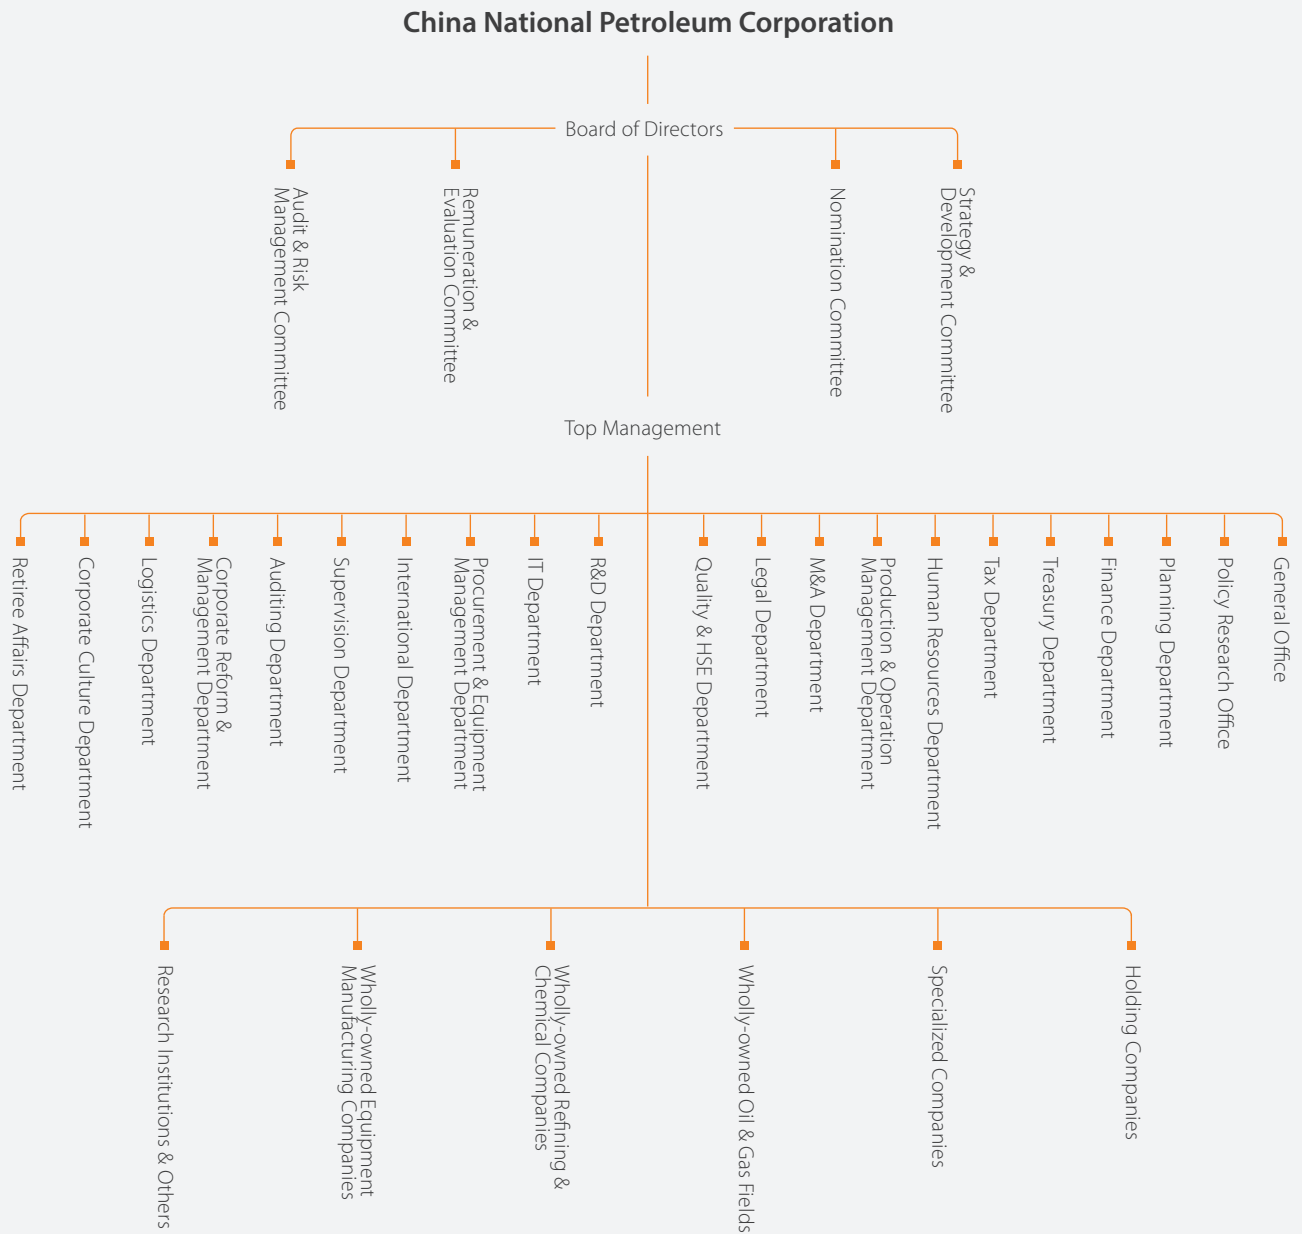 China National Petroleum Corporation
Board of Directors
Audit & Risk
Management Committee
Remuneration &
Evaluation Committee
Nomination Committee
Strategy &
Development Committee
Top Management
Retiree Affairs Department
Corporate Culture Department
Logistics Department
Corporate Reform &
Management Department
Auditing Department
Supervision Department
International Department
Procurement & Equipment
Management Department
IT Department
R&D Department
Quality & HSE Department
Legal Department
M&A Department
Production & Operation
Management Department
Human Resources Department
Tax Department
Treasury Department
Finance Department
Planning Department
Policy Research Office
General Office
Research Institutions & Others
Wholly-owned Equipment
Manufacturing Companies
Wholly-owned Refining &
Chemical Companies
Wholly-owned Oil & Gas Fields
Specialized Companies
Holding Companies